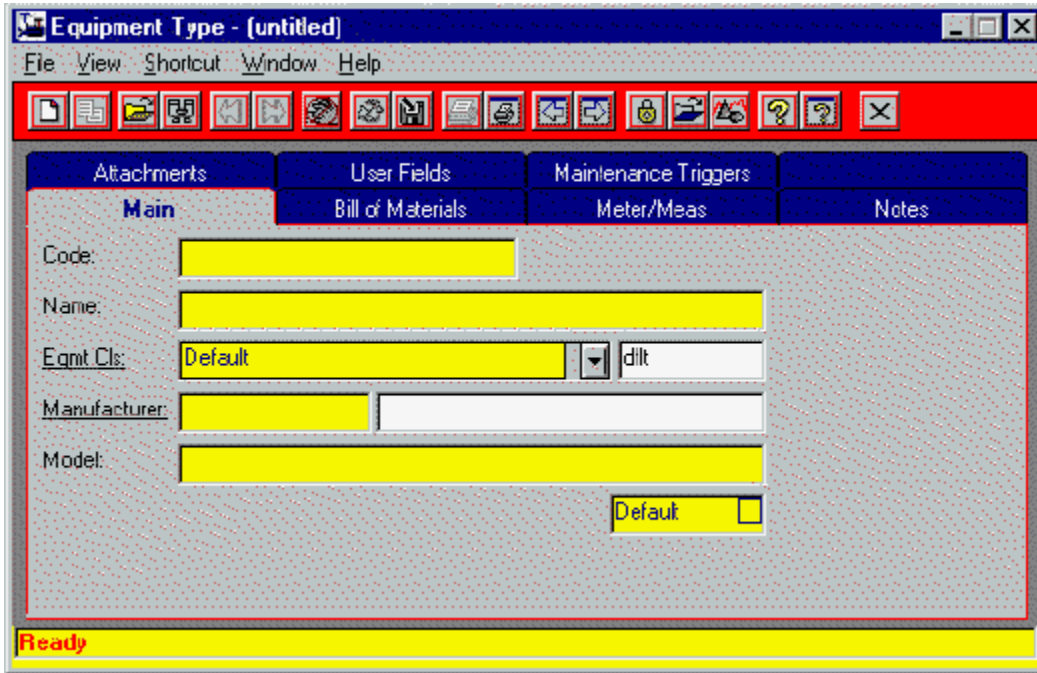 Equipment Type - (untitled)
File View Shortcut Window Help
Attachments User Fields Maintenance Triggers
Main Bill of Materials Meter/Meas Notes
Code:
Name:
Eqmt Cls: Default dflt
Manufacturer:
Model:
Default
Ready